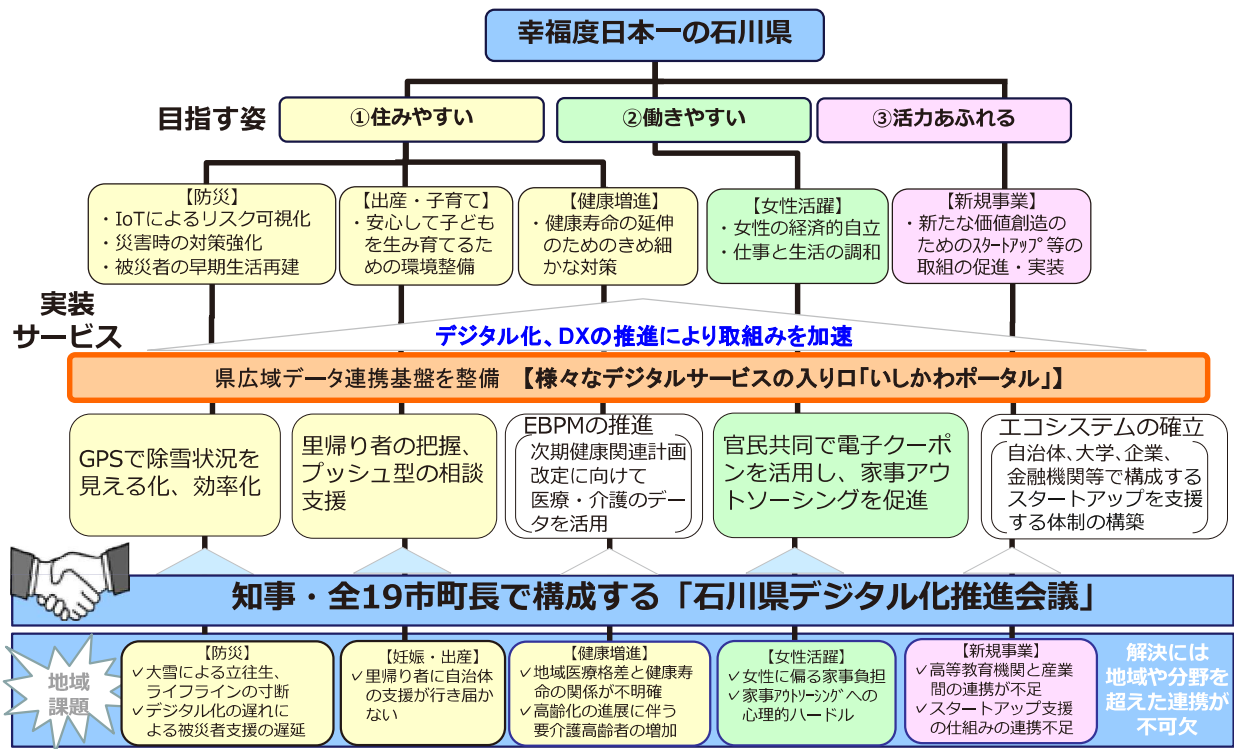 幸福度日本一の石川県
目指す姿
①住みやすい
②働きやすい
③活力あふれる
【防災】
・IoTによるリスク可視化
・災害時の対策強化
・被災者の早期生活再建
【出産・子育て】
・安心して子ども
を生み育てるた
めの環境整備
【健康増進】
・健康寿命の延伸
のためのきめ細
かな対策
【女性活躍】
・女性の経済的自立
・仕事と生活の調和
【新規事業】
・新たな価値創造の
ためのｽﾀｰﾄｱｯﾌﾟ等の
取組の促進・実装
実装
サービス
デジタル化、DXの推進により取組みを加速
県広域データ連携基盤を整備 【様々なデジタルサービスの入り口「いしかわポータル」】
GPSで除雪状況を
見える化、効率化
里帰り者の把握、
プッシュ型の相談
支援
EBPMの推進
次期健康関連計画
改定に向けて
医療・介護のデー
タを活用
官民共同で電子クーポ
ンを活用し、家事アウ
トソーシングを促進
エコシステムの確立
自治体、大学、企業、
金融機関等で構成する
スタートアップを支援
する体制の構築
知事・全19市町長で構成する「石川県デジタル化推進会議」
地域
課題
【防災】
✓大雪による立往生、
ライフラインの寸断
✓デジタル化の遅れに
よる被災者支援の遅延
【妊娠・出産】
✓里帰り者に自治体
の支援が行き届か
ない
【健康増進】
✓地域医療格差と健康寿
命の関係が不明確
✓高齢化の進展に伴う
要介護高齢者の増加
【女性活躍】
✓女性に偏る家事負担
✓家事ｱｳﾄｿｰｼﾝｸﾞへの
心理的ハードル
【新規事業】
✓高等教育機関と産業
間の連携が不足
✓スタートアップ支援
の仕組みの連携不足
解決には
地域や分野を
超えた連携が
不可欠